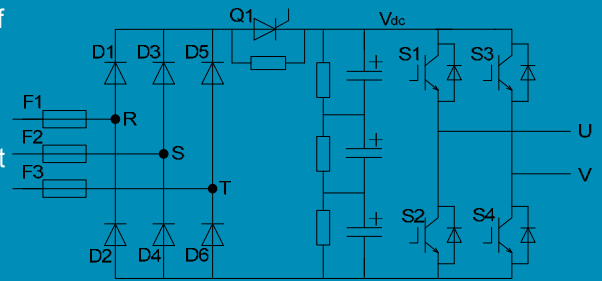 f
Q1
Vdc
D1 D3 D5
S1 S3
F1
R
F2
U
S
t
F3
V
T
S2 S4
D2 D4 D6
+
+
+